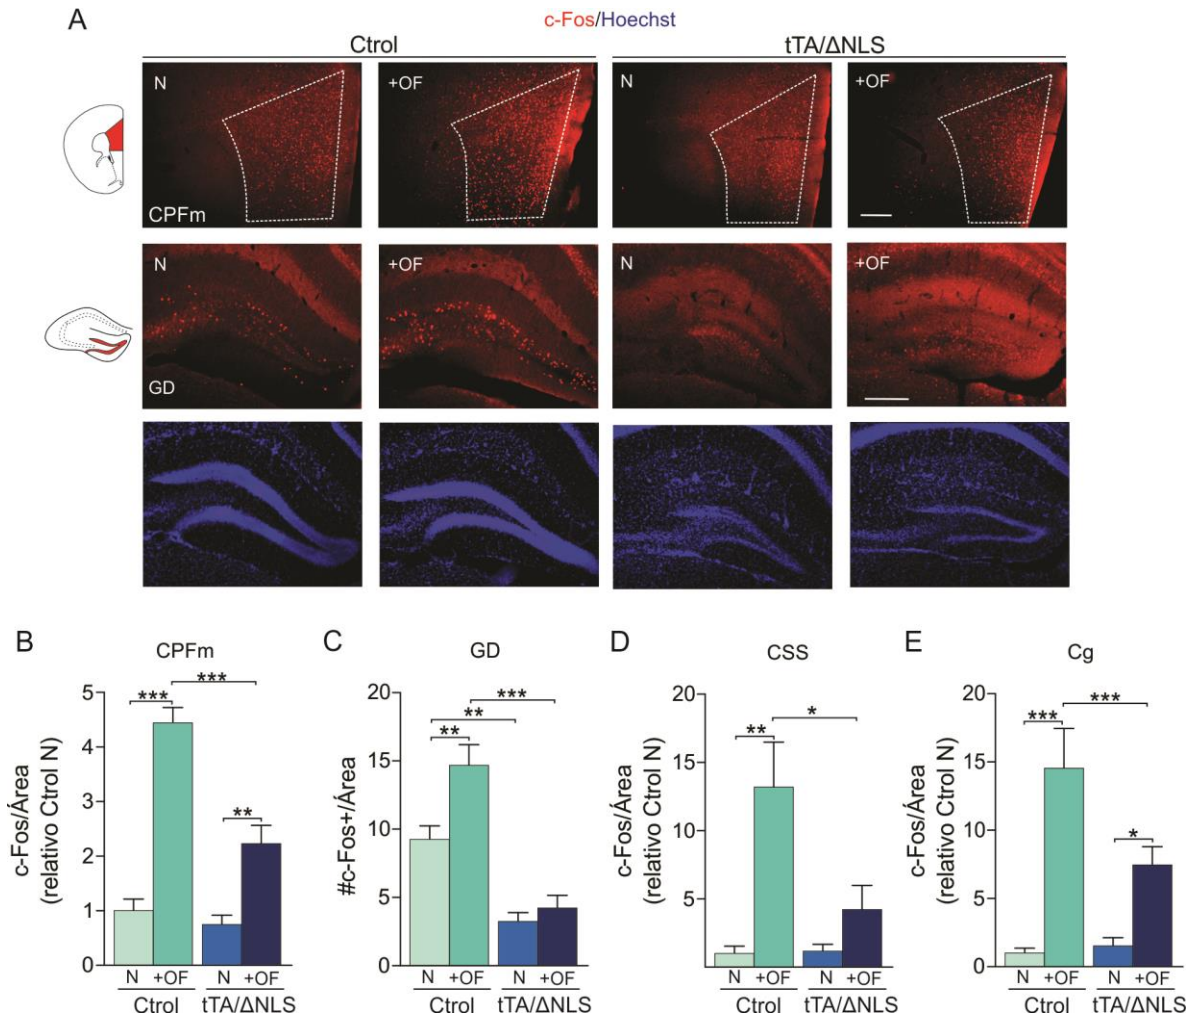 A
c-Fos/Hoechst
Ctrol
tTA/ΔNLS
N
+OF
N
+OF
CPFm
N
+OF
N
+OF
GD
B
CPFm
c-Fos/Área
(relativo Ctrol N)
5
4
3
2
1
0
***
***
**
N
+OF
N
+OF
Ctrol
tTA/ΔNLS
C
GD
#c-Fos+/Área
20
15
10
5
0
***
**
**
N
+OF
N
+OF
Ctrol
tTA/ΔNLS
D
CSS
c-Fos/Área
(relativo Ctrol N)
20
15
10
5
*
**
N
+OF
N
+OF
Ctrol
tTA/ΔNLS
E
Cg
c-Fos/Área
(relativo Ctrol N)
20
15
10
5
0
***
***
*
N
+OF
N
+OF
Ctrol
tTA/ΔNLS